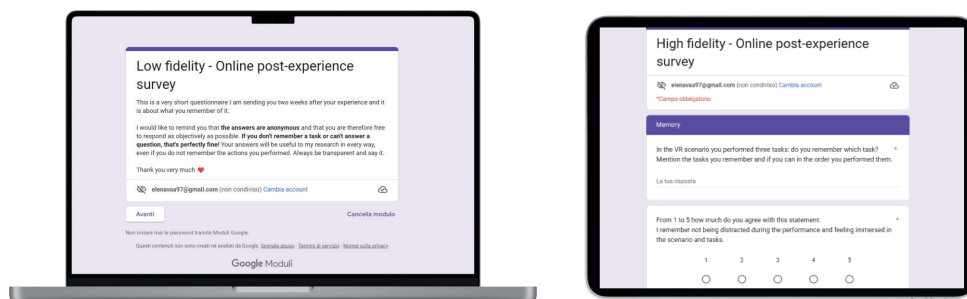 Low fidelity - Online post-experience
survey
This is a very short questionnaire I am sending you two weeks after your experience and it
is about what you remember of it.
I would like to remind you that the answers are anonymous and that you are therefore free
to respond as objectively as possible. If you don't remember a task or can't answer a
question, that's perfectly fine! Your answers will be useful to my research in every way,
even if you do not remember the actions you performed. Always be transparent and say it.
Thank you very much ❤️
elenavaa97@gmail.com (non condiviso) Cambia account
Avanti
Cancella modulo
Non inviare mai le password tramite Moduli Google.
Questi contenuti non sono creati né avallati da Google. Segnala abuso - Termini di servizio - Norme sulla privacy
Google Moduli
High fidelity - Online post-experience
survey
elenavaa97@gmail.com (non condiviso) Cambia account
*Campo obbligatorio
Memory
In the VR scenario you performed three tasks: do you remember which task? *
Mention the tasks you remember and if you can in the order you performed them.
La tua risposta
From 1 to 5 how much do you agree with this statement: *
I remember not being distracted during the performance and feeling immersed in
the scenario and tasks.
1 2 3 4 5